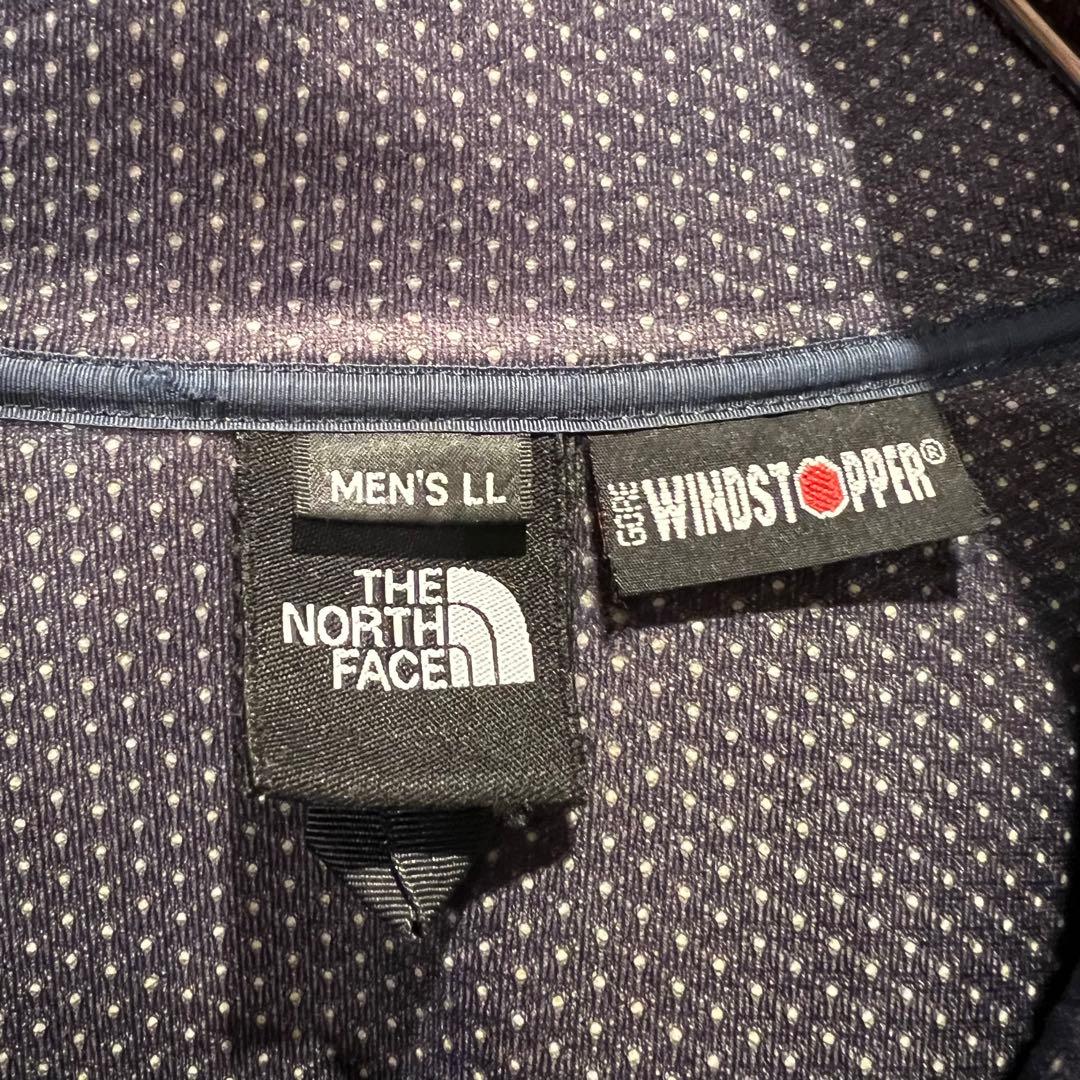 MEN'S LL
THE
NORTH
FACE
GORE
WINDSTOPPER®